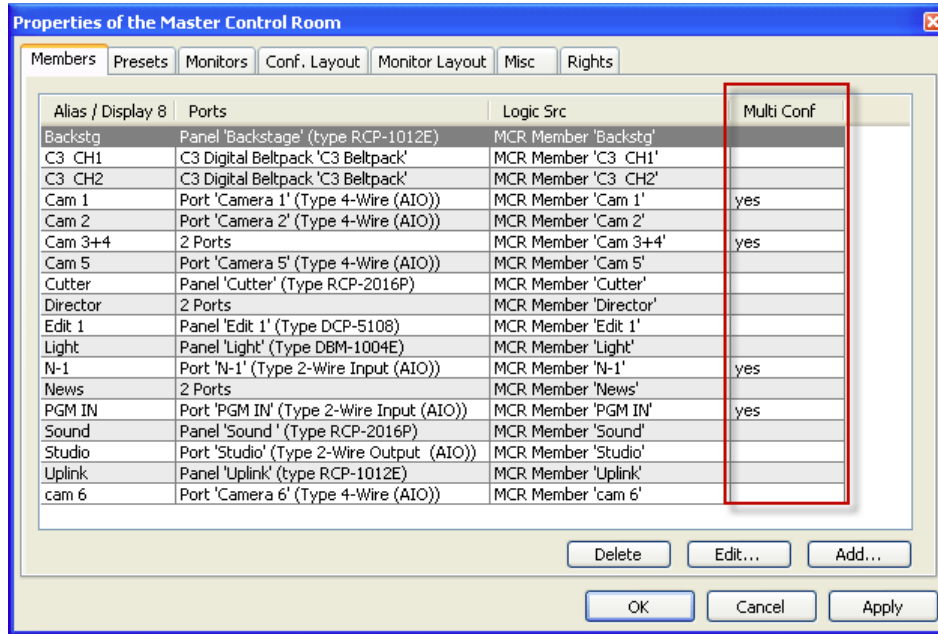 Properties of the Master Control Room
Members Presets Monitors Conf. Layout Monitor Layout Misc Rights
Alias / Display 8 Ports Logic Src Multi Conf
Backstg Panel 'Backstage' (type RCP-1012E) MCR Member 'Backstg'
C3 CH1 C3 Digital Beltpack 'C3 Beltpack' MCR Member 'C3 CH1'
C3 CH2 C3 Digital Beltpack 'C3 Beltpack' MCR Member 'C3 CH2'
Cam 1 Port 'Camera 1' (Type 4-Wire (AIO)) MCR Member 'Cam 1' yes
Cam 2 Port 'Camera 2' (Type 4-Wire (AIO)) MCR Member 'Cam 2'
Cam 3+4 2 Ports MCR Member 'Cam 3+4' yes
Cam 5 Port 'Camera 5' (Type 4-Wire (AIO)) MCR Member 'Cam 5'
Cutter Panel 'Cutter' (Type RCP-2016P) MCR Member 'Cutter'
Director 2 Ports MCR Member 'Director'
Edit 1 Panel 'Edit 1' (Type DCP-5108) MCR Member 'Edit 1'
Light Panel 'Light' (Type DBM-1004E) MCR Member 'Light'
N-1 Port 'N-1' (Type 2-Wire Input (AIO)) MCR Member 'N-1' yes
News 2 Ports MCR Member 'News'
PGM IN Port 'PGM IN' (Type 2-Wire Input (AIO)) MCR Member 'PGM IN' yes
Sound Panel 'Sound ' (Type RCP-2016P) MCR Member 'Sound'
Studio Port 'Studio' (Type 2-Wire Output (AIO)) MCR Member 'Studio'
Uplink Panel 'Uplink' (type RCP-1012E) MCR Member 'Uplink'
cam 6 Port 'Camera 6' (Type 4-Wire (AIO)) MCR Member 'cam 6'
Delete Edit... Add...
OK Cancel Apply